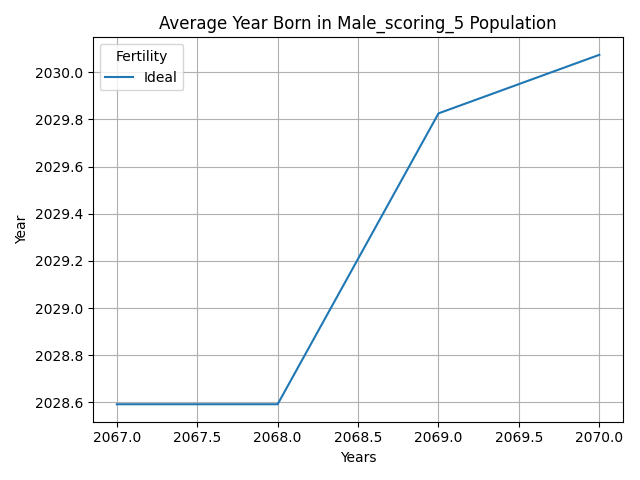 Average Year Born in Male_scoring_5 Population
Fertility
Ideal
2030.0
2029.8
2029.6
2029.4
2029.2
2029.0
2028.8
2028.6
Year
2067.0 2067.5 2068.0 2068.5 2069.0 2069.5 2070.0
Years